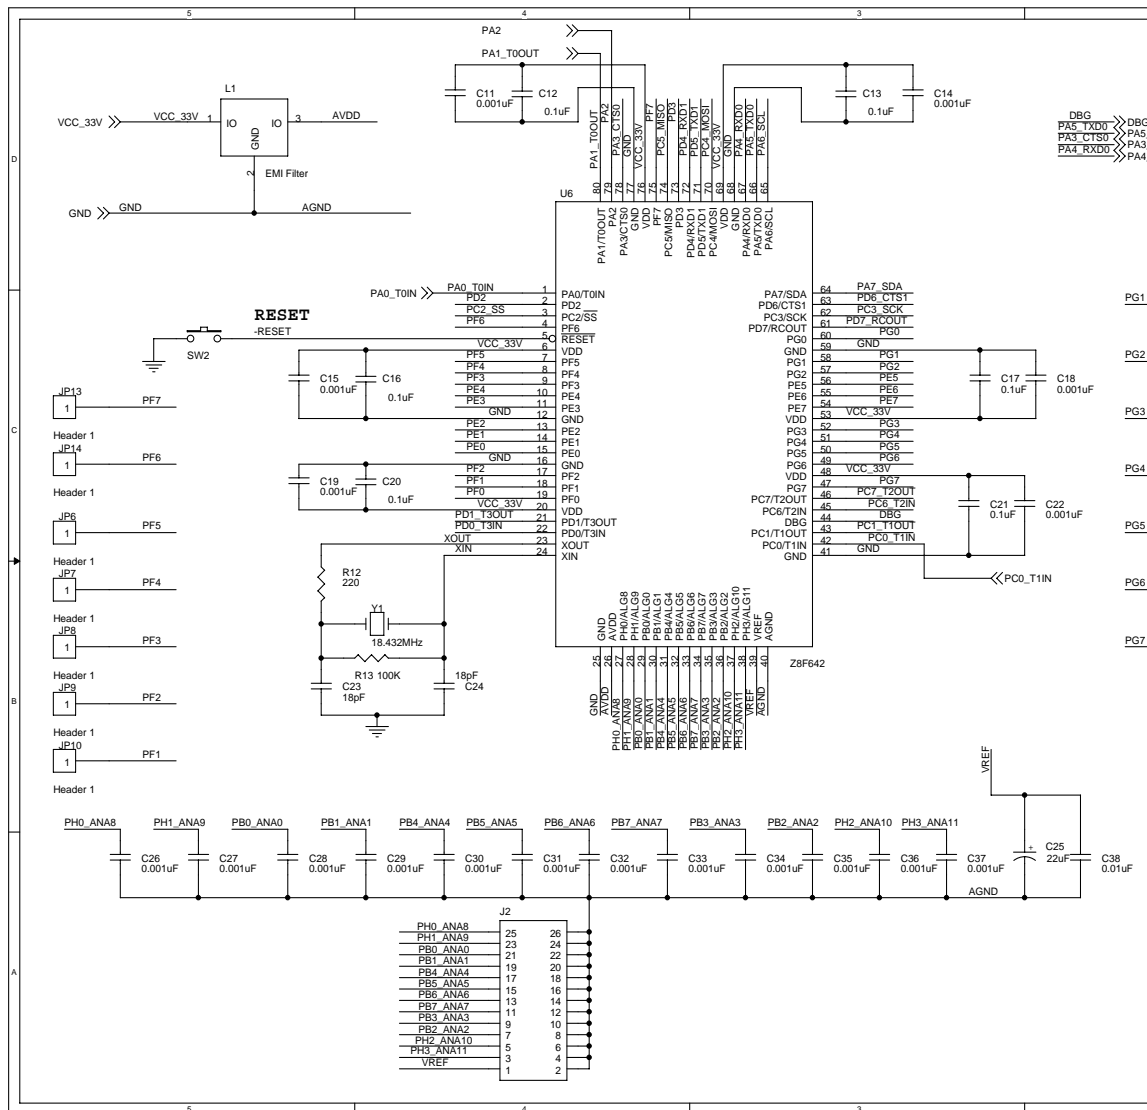 5
4
3
PA2
PA1_T0OUT
L1
VCC_33V
VCC_33V
1
IO
IO
3
AVDD
GND
2
EMI Filter
GND
GND
AGND
C11
0.001uF
C12
0.1uF
C13
0.1uF
C14
0.001uF
DBG
DBG
PA5_TXD0
PA5
PA3_CTS0
PA3
PA4_RXD0
PA4
D
PA1_T0OUT
PA2
PA3_CTS0
GND
VCC_33V
PF7
PC5_MISO
PD3
PD4_RXD1
PD5_TXD1
PC4_MOSI
VCC_33V
GND
PA4_RXD0
PA5_TXD0
PA6_SCL
U6
80
79
78
77
76
75
74
73
72
71
70
69
68
67
66
65
PA1/T0OUT
PA2
PA3/CTS0
GND
VDD
PF7
PC5/MISO
PD3
PD4/RXD1
PD5/TXD1
PC4/MOSI
VDD
GND
PA4/RXD0
PA5/TXD0
PA6/SCL
PA0_T0IN
PA0_T0IN 1 PA0/T0IN
PD2 2 PD2
PC2_SS 3 PC2/SS
PF6 4 PF6
RESET
-RESET 5 RESET
SW2
VCC_33V 6 VDD
PF5 7 PF5
PF4 8 PF4
PF3 9 PF3
PE4 10 PE4
PE3 11 PE3
GND 12 GND
PE2 13 PE2
PE1 14 PE1
PE0 15 PE0
GND 16 GND
PF2 17 PF2
PF1 18 PF1
PF0 19 PF0
VCC_33V 20 VDD
PD1_T3OUT 21 PD1/T3OUT
PD0_T3IN 22 PD0/T3IN
XOUT 23 XOUT
XIN 24 XIN
PA7/SDA 64 PA7_SDA
PD6/CTS1 63 PD6_CTS1
PC3/SCK 62 PC3_SCK
PD7/RCOUT 61 PD7_RCOUT
PG0 60 PG0
GND 59 GND
PG1 58 PG1
PG2 57 PG2
PE5 56 PE5
PE6 55 PE6
PE7 54 PE7
VDD 53 VCC_33V
PG3 52 PG3
PG4 51 PG4
PG5 50 PG5
PG6 49 PG6
VDD 48 VCC_33V
PG7 47 PG7
PC7/T2OUT 46 PC7_T2OUT
PC6/T2IN 45 PC6_T2IN
DBG 44 DBG
PC1/T1OUT 43 PC1_T1OUT
PC0/T1IN 42 PC0_T1IN
GND 41 GND
PC0_T1IN
C15
0.001uF
C16
0.1uF
C17
0.1uF
C18
0.001uF
C19
0.001uF
C20
0.1uF
C21
0.1uF
C22
0.001uF
PG1
PG2
PG3
PG4
PG5
PG6
PG7
C
JP13
1
PF7
Header 1
JP14
1
PF6
Header 1
JP6
1
PF5
Header 1
JP7
1
PF4
Header 1
JP8
1
PF3
Header 1
JP9
1
PF2
Header 1
JP10
1
PF1
Header 1
R12
220
Y1
18.432MHz
R13 100K
C23
18pF
18pF
C24
B
GND
AVDD
PH0/ALG8
PH1/ALG9
PB0/ALG0
PB1/ALG1
PB4/ALG4
PB5/ALG5
PB6/ALG6
PB7/ALG7
PB3/ALG3
PB2/ALG2
PH2/ALG10
PH3/ALG11
VREF
AGND
25
26
27
28
29
30
31
32
33
34
35
36
37
38
39
40
Z8F642
GND
AVDD
PH0_ANA8
PH1_ANA9
PB0_ANA0
PB1_ANA1
PB4_ANA4
PB5_ANA5
PB6_ANA6
PB7_ANA7
PB3_ANA3
PB2_ANA2
PH2_ANA10
PH3_ANA11
VREF
AGND
VREF
PH0_ANA8
PH1_ANA9
PB0_ANA0
PB1_ANA1
PB4_ANA4
PB5_ANA5
PB6_ANA6
PB7_ANA7
PB3_ANA3
PB2_ANA2
PH2_ANA10
PH3_ANA11
C26
0.001uF
C27
0.001uF
C28
0.001uF
C29
0.001uF
C30
0.001uF
C31
0.001uF
C32
0.001uF
C33
0.001uF
C34
0.001uF
C35
0.001uF
C36
0.001uF
C37
0.001uF
+
C25
22uF
C38
0.01uF
AGND
A
J2
PH0_ANA8 25 26
PH1_ANA9 23 24
PB0_ANA0 21 22
PB1_ANA1 19 20
PB4_ANA4 17 18
PB5_ANA5 15 16
PB6_ANA6 13 14
PB7_ANA7 11 12
PB3_ANA3 9 10
PB2_ANA2 7 8
PH2_ANA10 5 6
PH3_ANA11 3 4
VREF 1 2
5
4
3